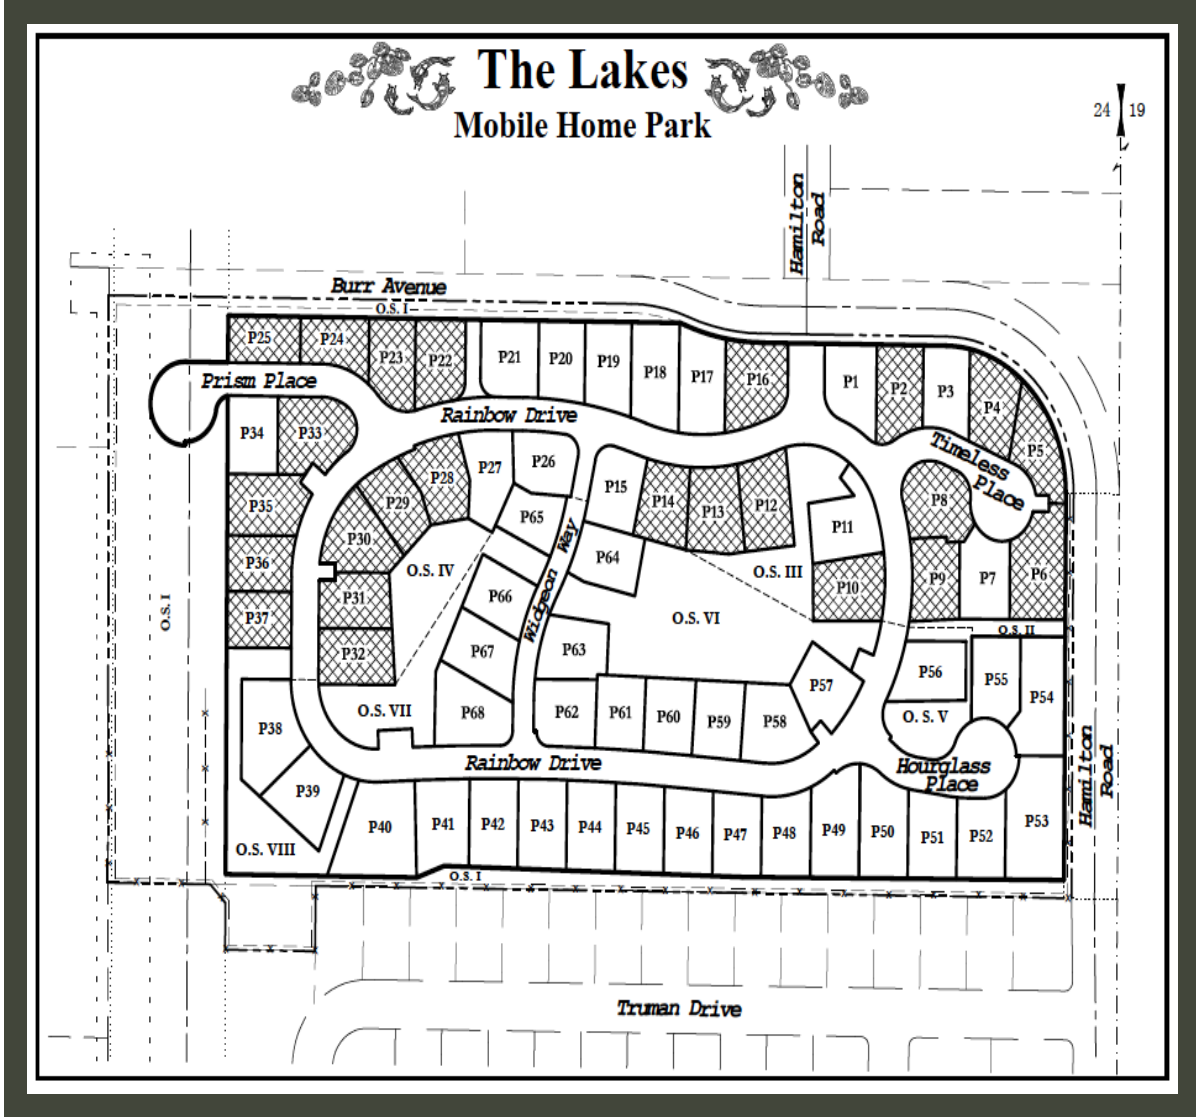 The Lakes
Mobile Home Park
24 19
Hamilton
Road
Burr Avenue
O.S. I
P25
P24
P23
P22
P21
P20
P19
P18
P17
P16
P1
P2
P3
P4
P5
Prism Place
Rainbow Drive
Timeless
Place
P34
P33
P35
P36
P37
O.S. I
P30
P29
P28
P27
P26
P65
P31
P32
O.S. IV
P66
P67
P68
Widgeon Way
P15
P14
P13
P12
P11
P10
P64
O.S. III
O.S. VI
P63
P62
P61
P60
P59
P58
P57
P8
P9
P7
P6
O.S. II
P56
P55
P54
O. S. V
O.S. VII
P38
P39
O.S. VIII
Rainbow Drive
Hourglass
Place
Hamilton
Road
P40
P41
P42
P43
P44
P45
P46
P47
P48
P49
P50
P51
P52
P53
O.S. I
Truman Drive